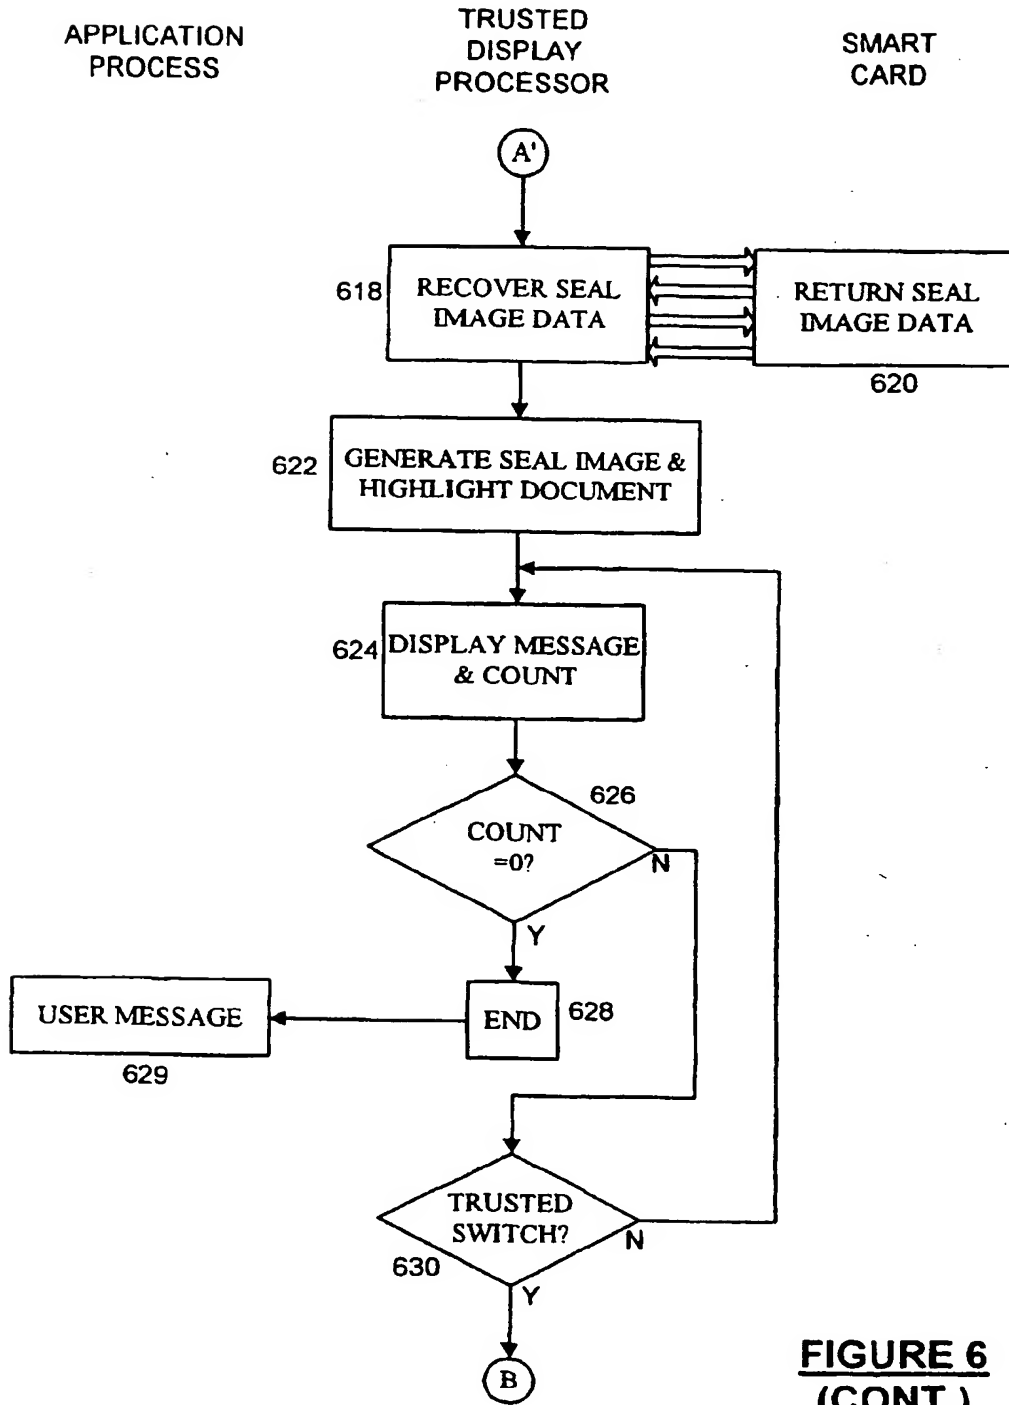 APPLICATION
PROCESS
TRUSTED
DISPLAY
PROCESSOR
SMART
CARD
A'
618
RECOVER SEAL
IMAGE DATA
RETURN SEAL
IMAGE DATA
620
622
GENERATE SEAL IMAGE &
HIGHLIGHT DOCUMENT
624
DISPLAY MESSAGE
& COUNT
626
COUNT
=0?
N
Y
USER MESSAGE
629
END
628
TRUSTED
SWITCH?
N
630
Y
B
FIGURE 6
(CONT.)